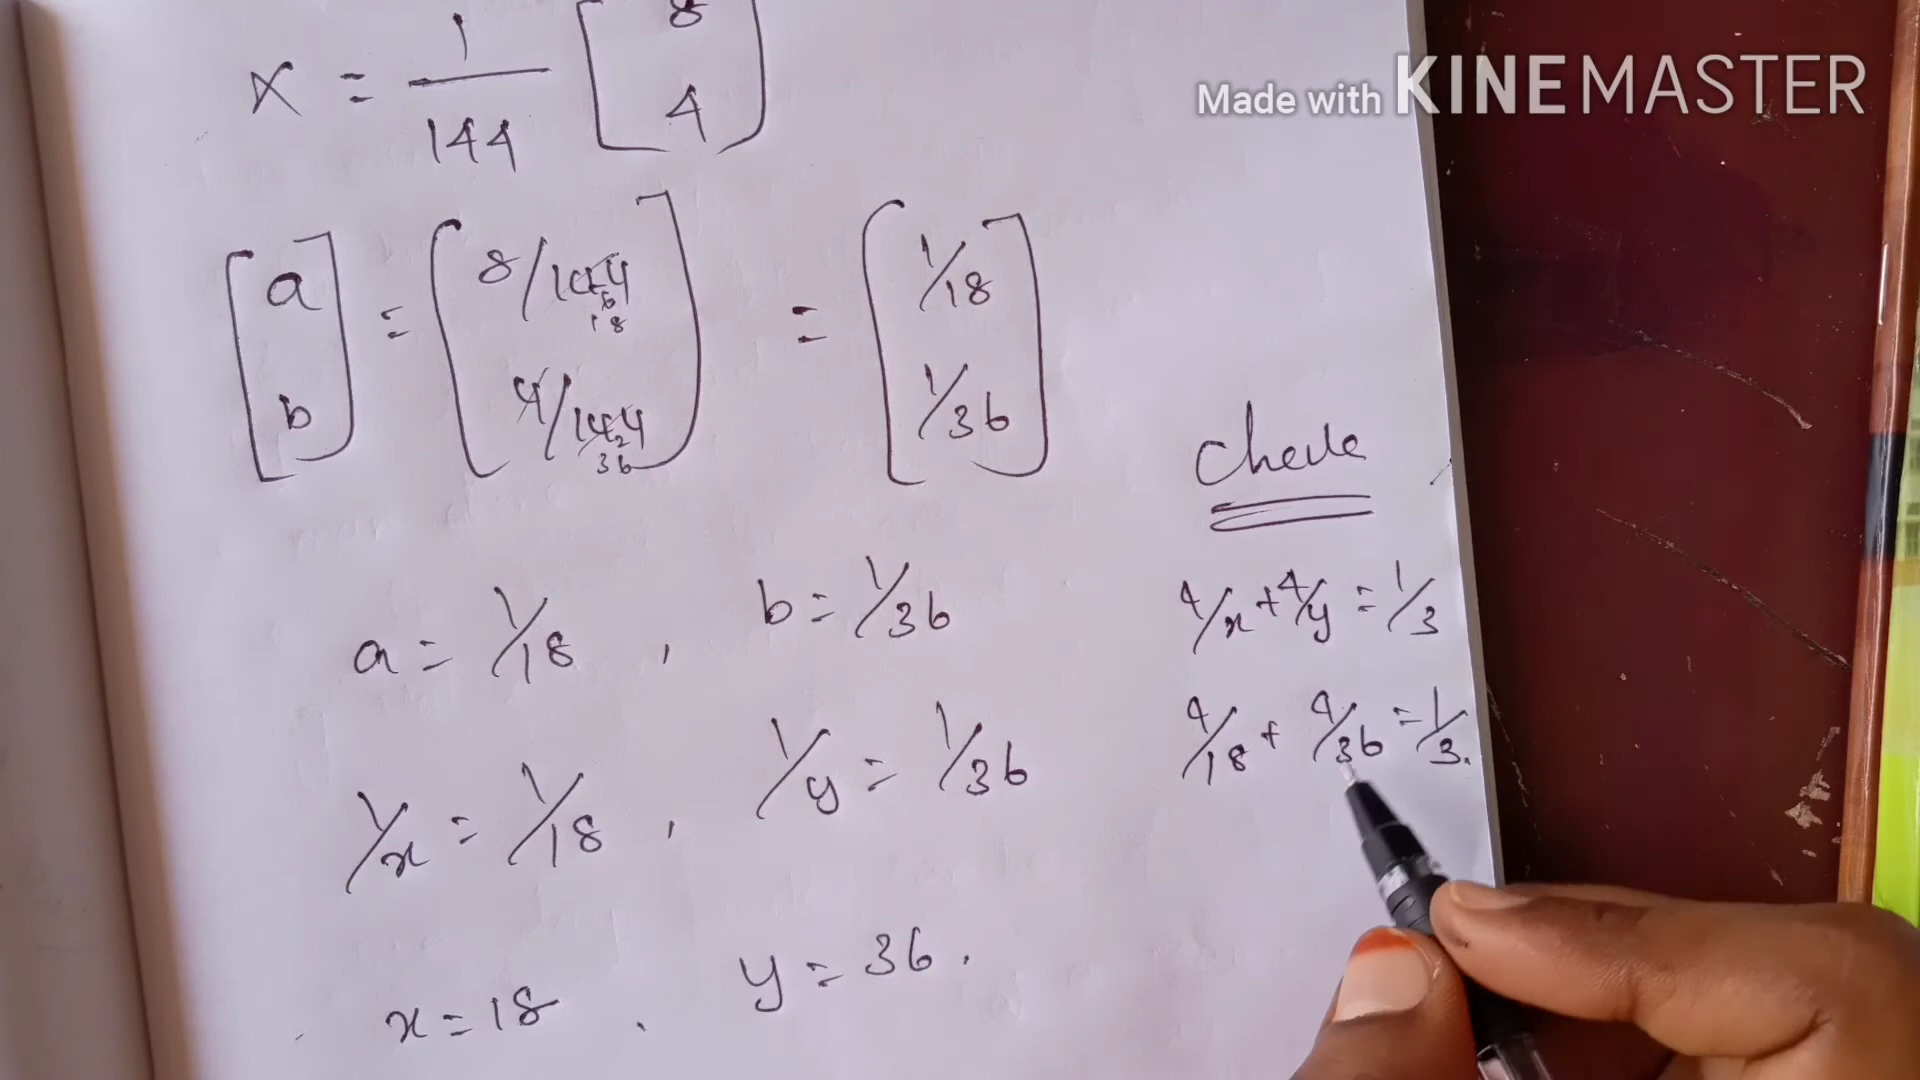 Made with KINEMASTER
x = 1/144 [8 4]
[a b] = [8/144 18 4/144 36] = [1/18 1/36]
Check
a = 1/18 , b = 1/36
4/x + 4/y = 1/3
1/x = 1/18 , 1/y = 1/36
4/18 + 4/36 = 1/3.
x = 18 , y = 36 .